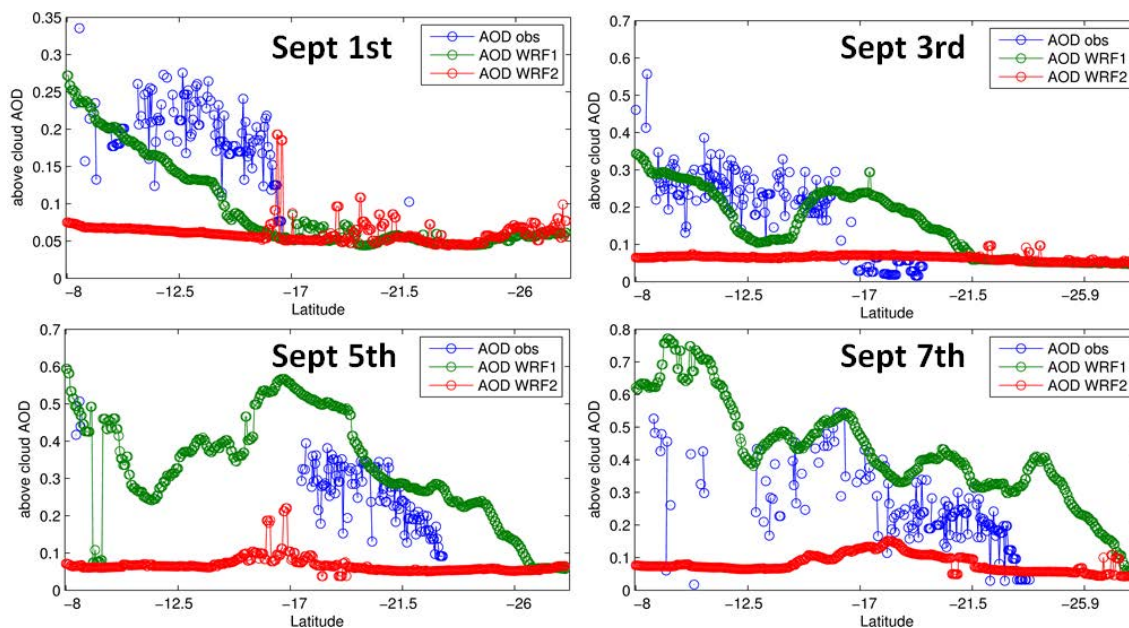 Sept 1st
AOD obs
AOD WRF1
AOD WRF2
above cloud AOD
0.35
0.3
0.25
0.2
0.15
0.1
0.05
0
-8
-12.5
-17
-21.5
-26
Latitude
Sept 3rd
AOD obs
AOD WRF1
AOD WRF2
above cloud AOD
0.7
0.6
0.5
0.4
0.3
0.2
0.1
0
-8
-12.5
-17
-21.5
-25.9
Latitude
Sept 5th
AOD obs
AOD WRF1
AOD WRF2
above cloud AOD
0.7
0.6
0.5
0.4
0.3
0.2
0.1
0
-8
-12.5
-17
-21.5
-26
Latitude
Sept 7th
AOD obs
AOD WRF1
AOD WRF2
above cloud AOD
0.8
0.7
0.6
0.5
0.4
0.3
0.2
0.1
0
-8
-12.5
-17
-21.5
-25.9
Latitude